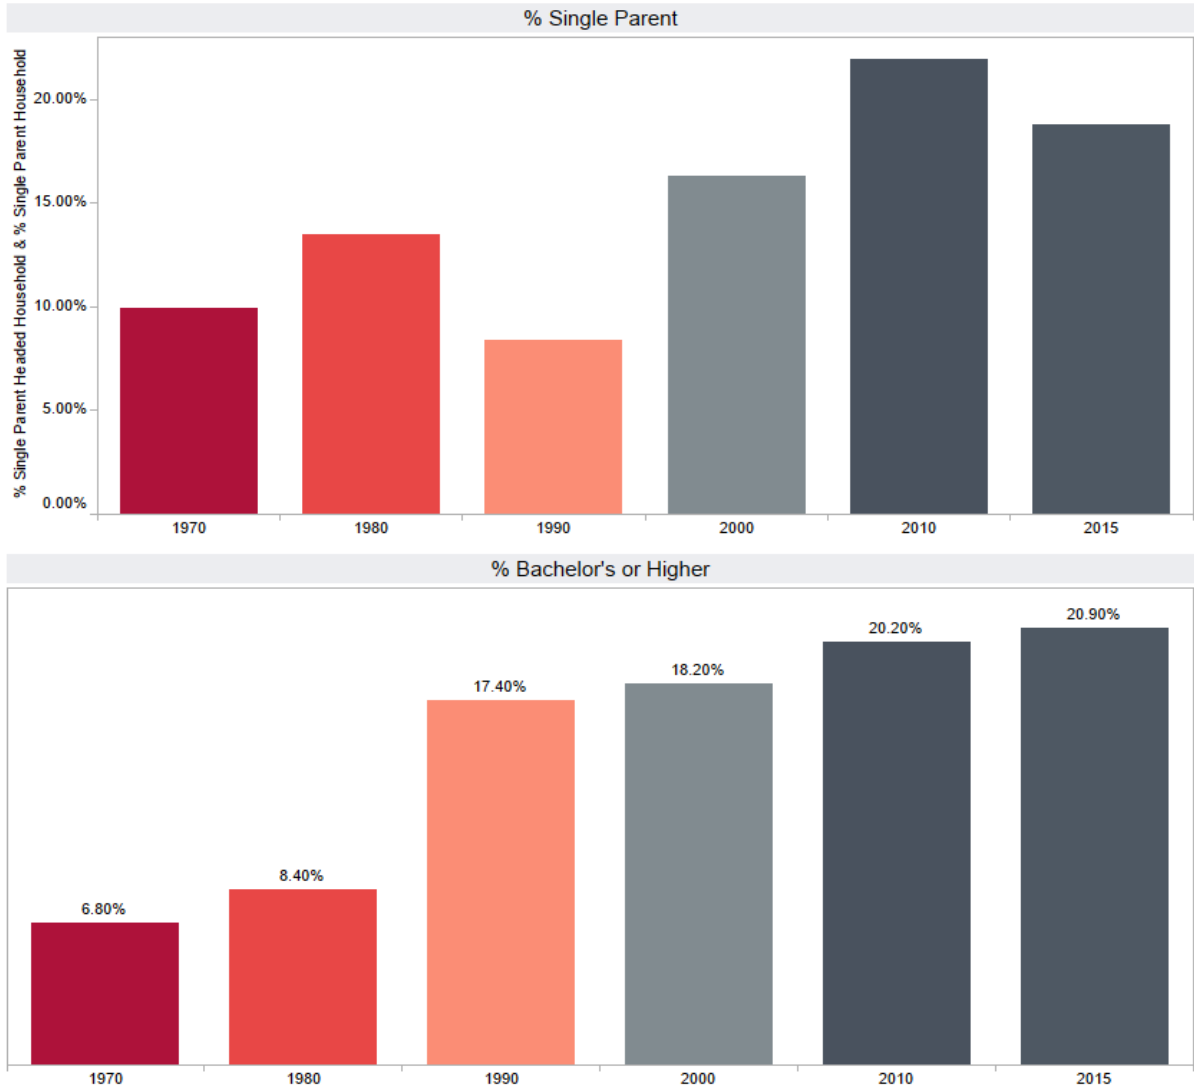 % Single Parent
% Single Parent Headed Household & % Single Parent Household
20.00%
15.00%
10.00%
5.00%
0.00%
1970 1980 1990 2000 2010 2015
% Bachelor's or Higher
6.80% 8.40% 17.40% 18.20% 20.20% 20.90%
1970 1980 1990 2000 2010 2015